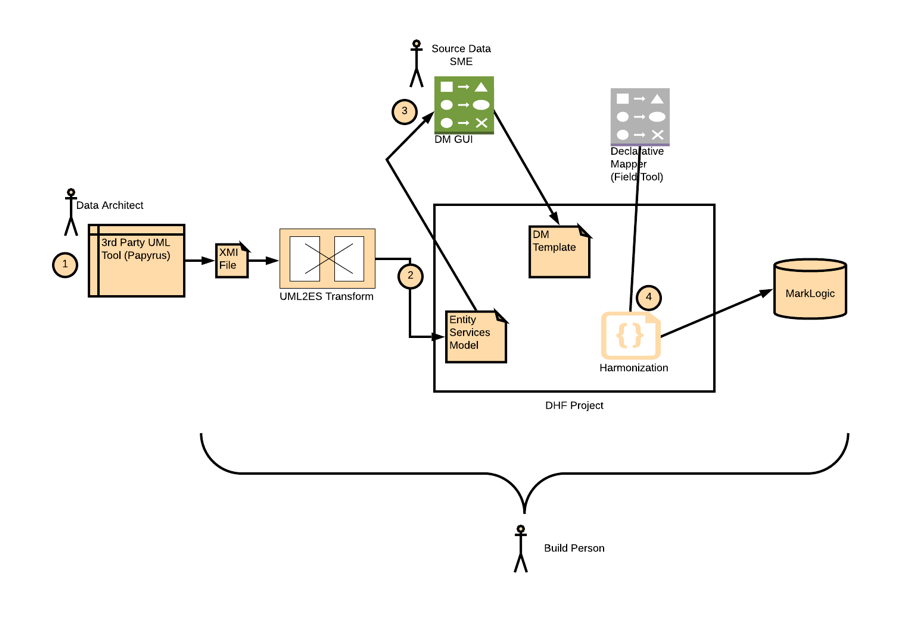 Source Data
SME
3
DM GUI
Declarative
Mapper
(Field Tool)
Data Architect
1
3rd Party UML
Tool (Papyrus)
XMI
File
UML2ES Transform
2
DM
Template
Entity
Services
Model
4
{}
Harmonization
MarkLogic
DHF Project
Build Person